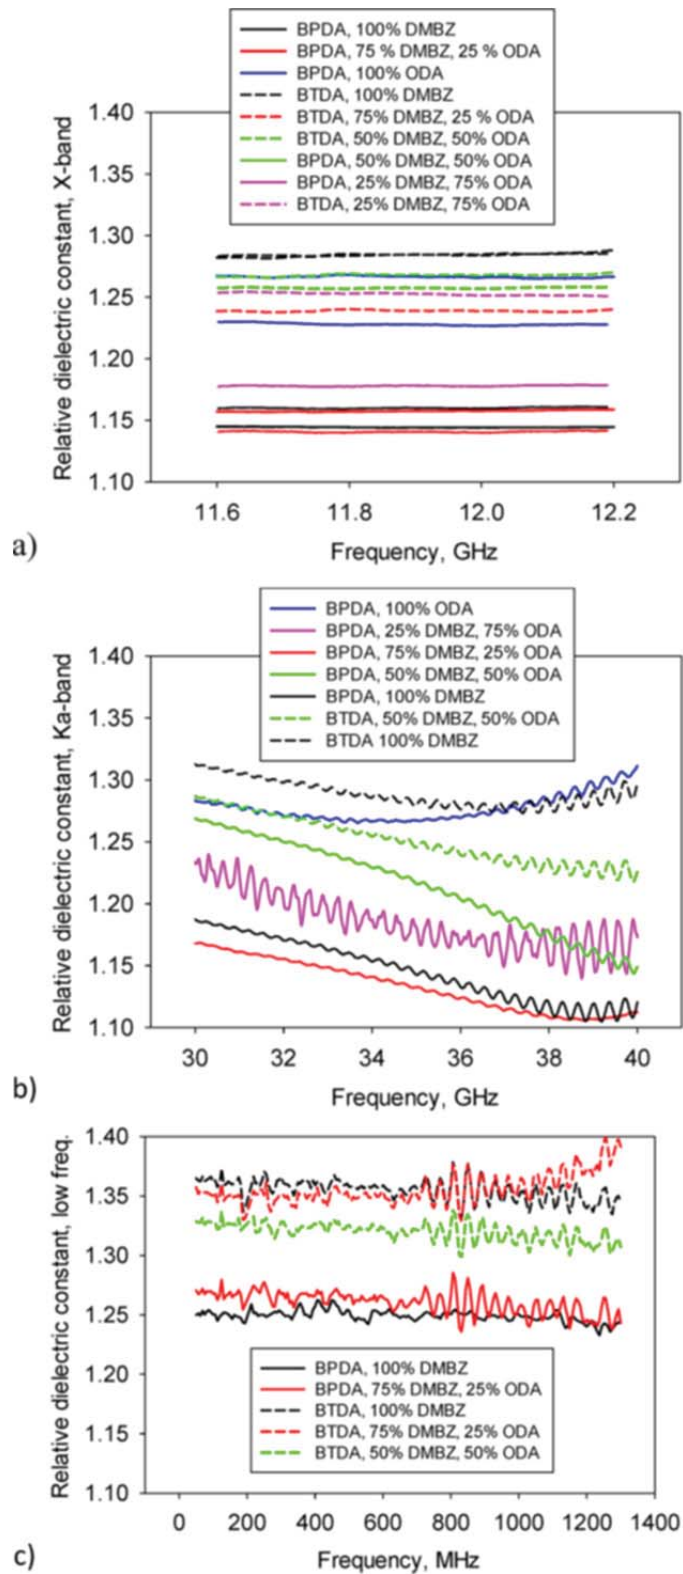 BPDA, 100% DMBZ
BPDA, 75 % DMBZ, 25 % ODA
BPDA, 100% ODA
BTDA, 100% DMBZ
BTDA, 75% DMBZ, 25 % ODA
BTDA, 50% DMBZ, 50% ODA
BPDA, 50% DMBZ, 50% ODA
BPDA, 25% DMBZ, 75% ODA
BTDA, 25% DMBZ, 75% ODA
Relative dielectric constant, X-band
1.40
1.35
1.30
1.25
1.20
1.15
1.10
11.6 11.8 12.0 12.2
Frequency, GHz
a)
BPDA, 100% ODA
BPDA, 25% DMBZ, 75% ODA
BPDA, 75% DMBZ, 25% ODA
BPDA, 50% DMBZ, 50% ODA
BPDA, 100% DMBZ
BTDA, 50% DMBZ, 50% ODA
BTDA 100% DMBZ
Relative dielectric constant, Ka-band
1.40
1.35
1.30
1.25
1.20
1.15
1.10
30 32 34 36 38 40
Frequency, GHz
b)
Relative dielectric constant, low freq.
1.40
1.35
1.30
1.25
1.20
1.15
1.10
BPDA, 100% DMBZ
BPDA, 75% DMBZ, 25% ODA
BTDA, 100% DMBZ
BTDA, 75% DMBZ, 25% ODA
BTDA, 50% DMBZ, 50% ODA
0 200 400 600 800 1000 1200 1400
Frequency, MHz
c)